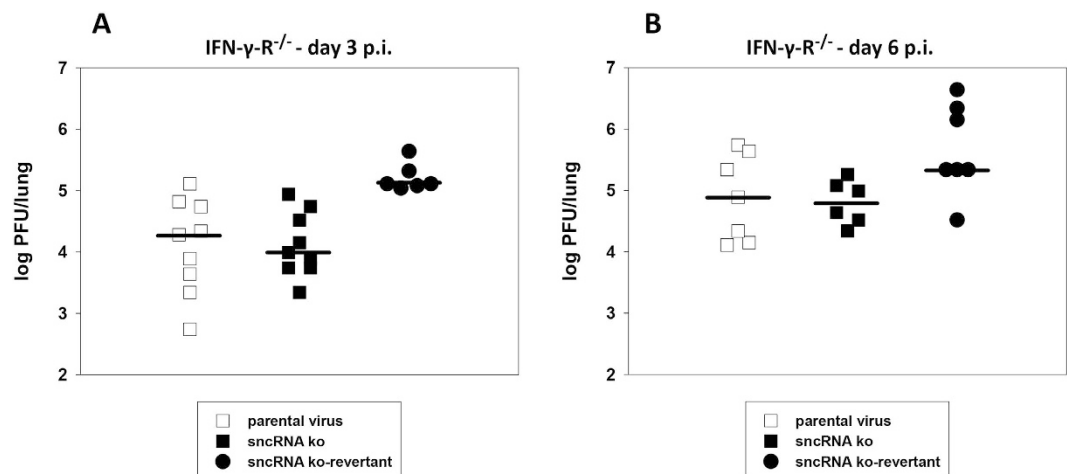 A
IFN-γ-R-/- - day 3 p.i.
7
6
5
4
3
2
log PFU/lung
parental virus
sncRNA ko
sncRNA ko-revertant
B
IFN-γ-R-/- - day 6 p.i.
7
6
5
4
3
2
log PFU/lung
parental virus
sncRNA ko
sncRNA ko-revertant